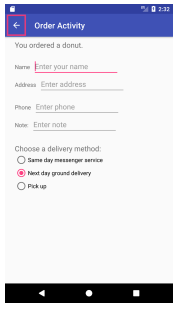 2:32
Order Activity
You ordered a donut.
Name Enter your name
Address Enter address
Phone Enter phone
Note: Enter note
Choose a delivery method:
Same day messenger service
Next day ground delivery
Pick up